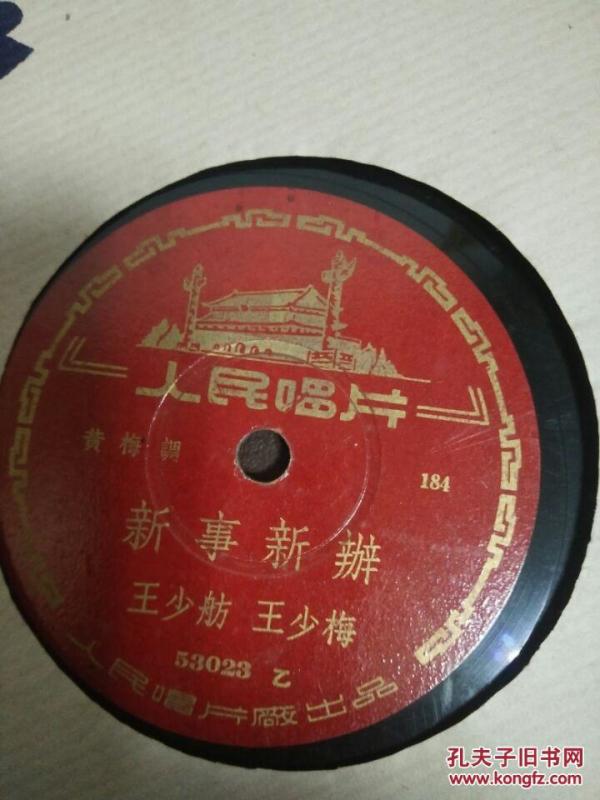 人民唱片
黄梅調
184
新事新辦
王少舫 王少梅
53023 乙
人民唱片廠出品
孔夫子旧书网
www.kongfz.com